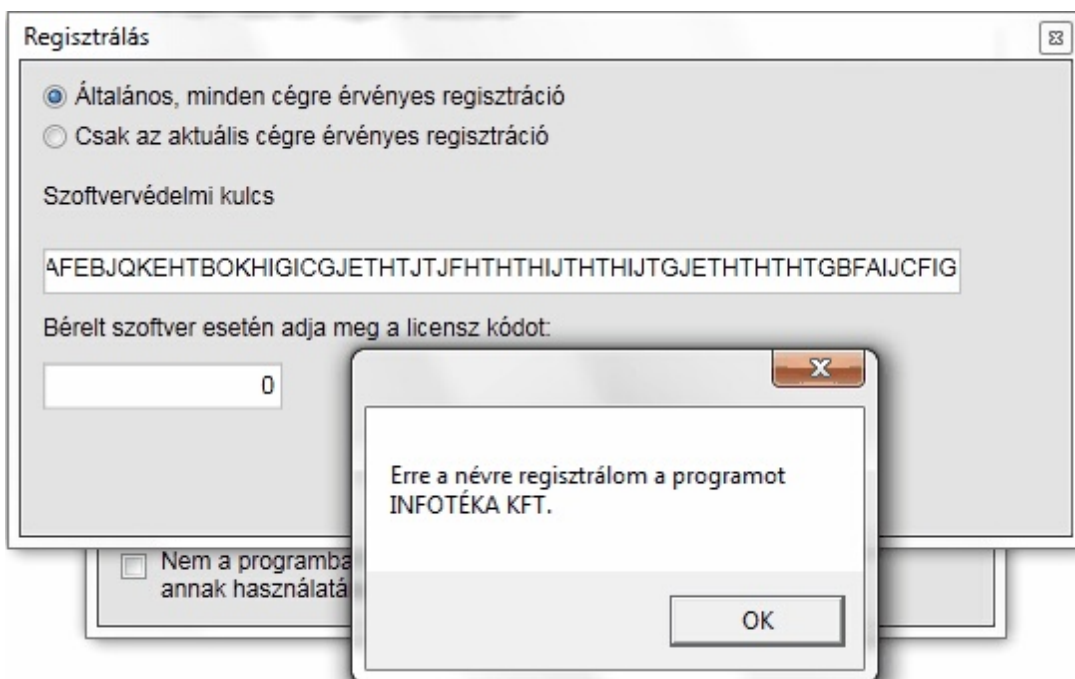 Regisztrálás
Általános, minden cégre érvényes regisztráció
Csak az aktuális cégre érvényes regisztráció
Szoftvervédelmi kulcs
AFEBJQKEHTBOKHIGICGJETHTJTJFHTHTHIJTHTHIJTGJETHTHTHTGBFAIJCFIG
Bérelt szoftver esetén adja meg a licensz kódot:
0
Erre a névre regisztrálom a programot
INFOTÉKA KFT.
OK
Nem a programba
annak használatá